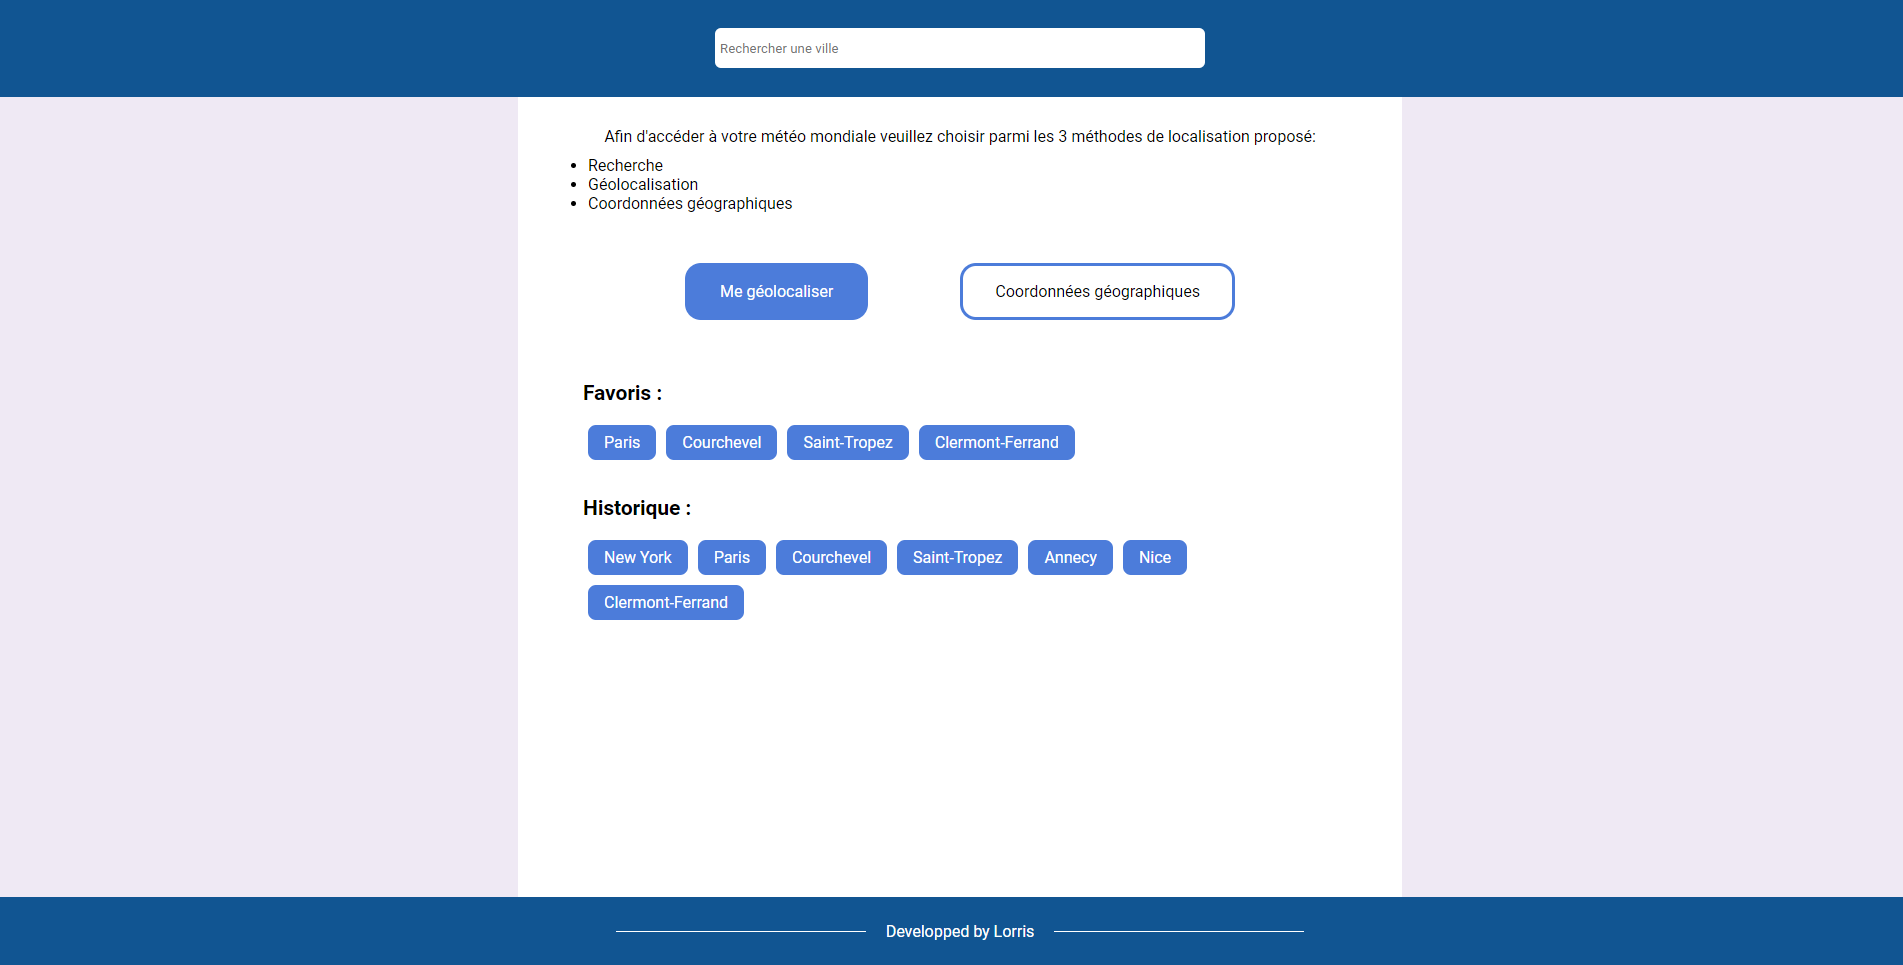 Rechercher une ville
Afin d'accéder à votre météo mondiale veuillez choisir parmi les 3 méthodes de localisation proposé:
Recherche
Géolocalisation
Coordonnées géographiques
Me géolocaliser
Coordonnées géographiques
Favoris :
Paris Courchevel Saint-Tropez Clermont-Ferrand
Historique :
New York Paris Courchevel Saint-Tropez Annecy Nice
Clermont-Ferrand
Developped by Lorris